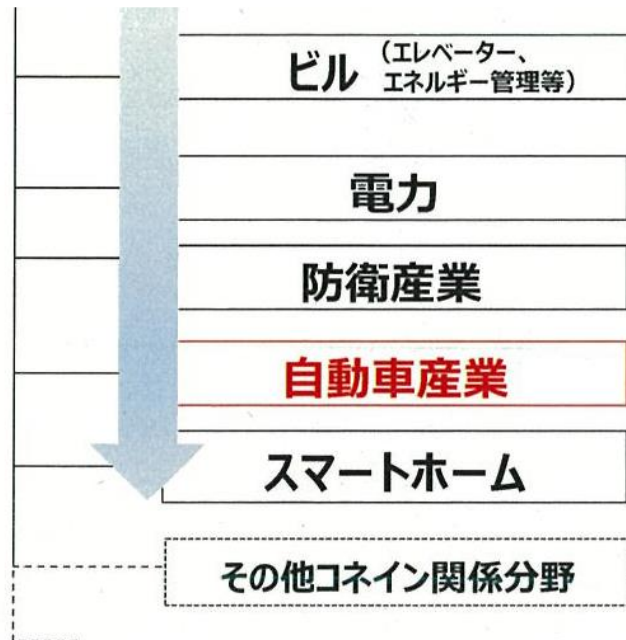 ビル （エレベーター、
エネルギー管理等）
電力
防衛産業
自動車産業
スマートホーム
その他コネイン関係分野